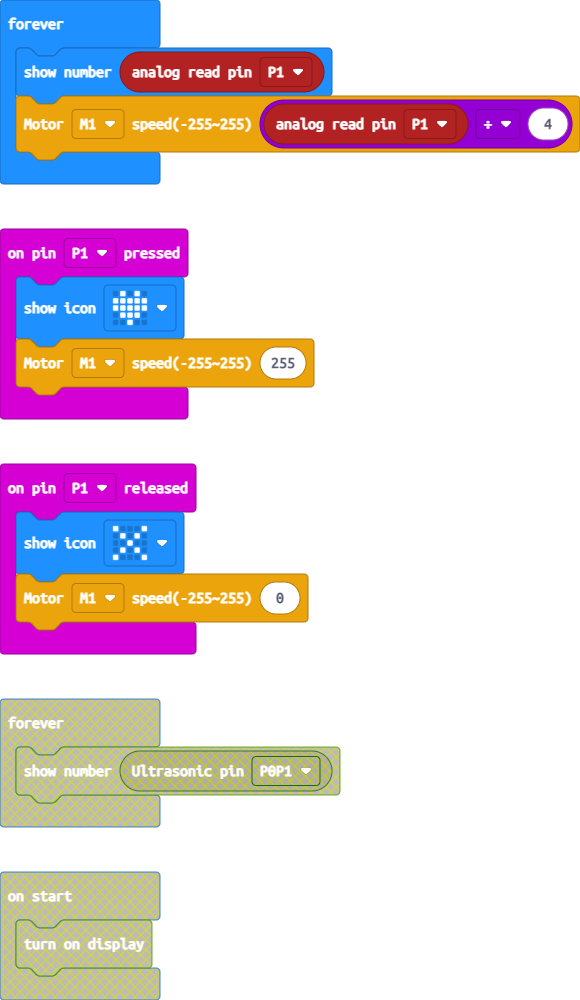 forever
show number analog read pin P1
Motor M1 speed(-255~255) analog read pin P1 ÷ 4
on pin P1 pressed
show icon
Motor M1 speed(-255~255) 255
on pin P1 released
show icon
Motor M1 speed(-255~255) 0
forever
show number Ultrasonic pin P0P1
on start
turn on display